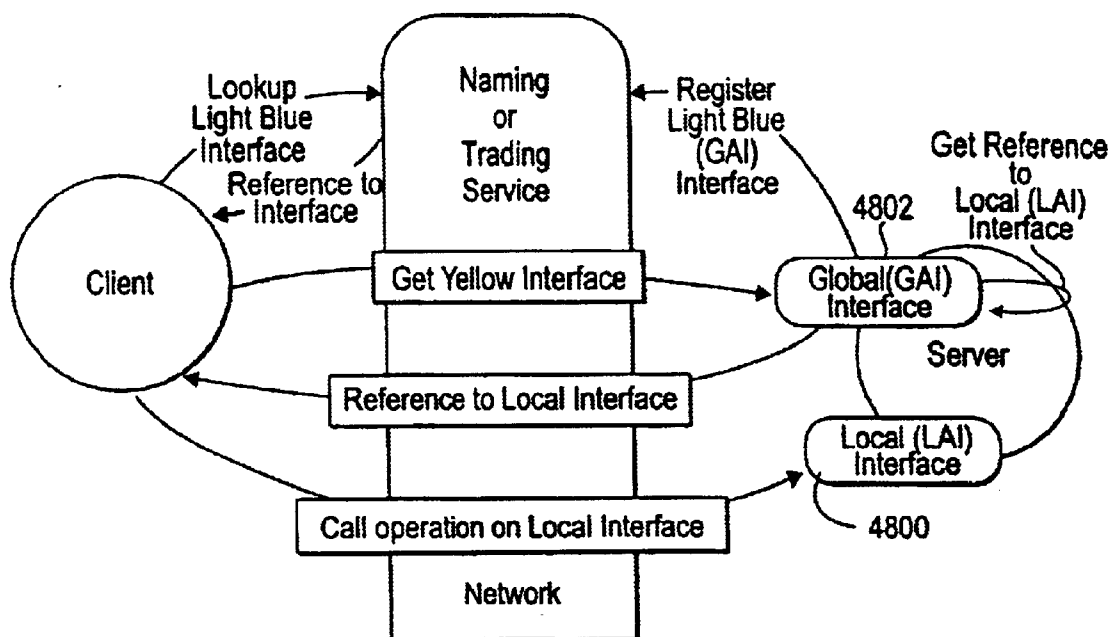 Lookup
Light Blue
Interface
Reference to
Interface
Naming
or
Trading
Service
Register
Light Blue
(GAI)
Interface
Get Reference
to
Local (LAI)
Interface
4802
Client
Get Yellow Interface
Global(GAI)
Interface
Server
Reference to Local Interface
Local (LAI)
Interface
Call operation on Local Interface
4800
Network